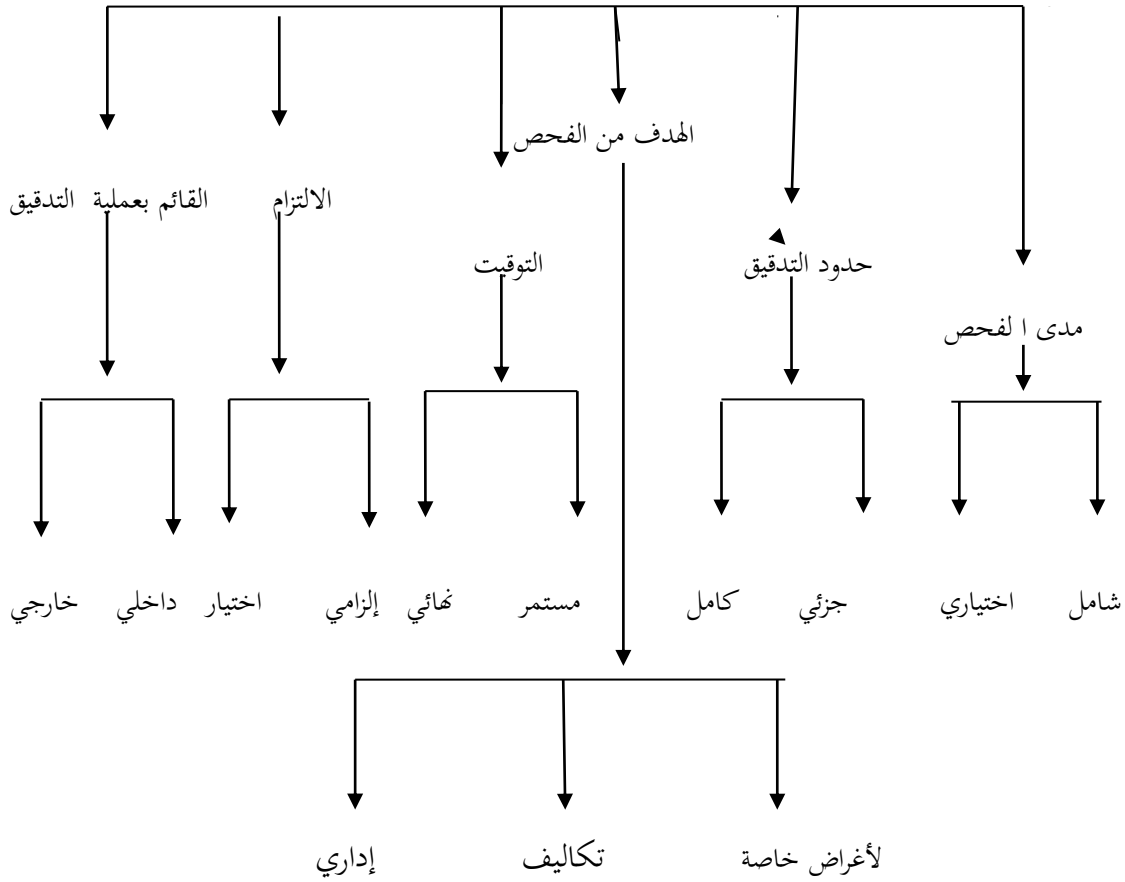 الهدف من الفحص
القائم بعملية التدقيق
الالتزام
حدود التدقيق
التوقيت
مدى ا لفحص
شامل
اختياري
جزئي
كامل
مستمر
نهائي
إلزامي
اختيار
داخلي
خارجي
لأغراض خاصة
تكاليف
إداري